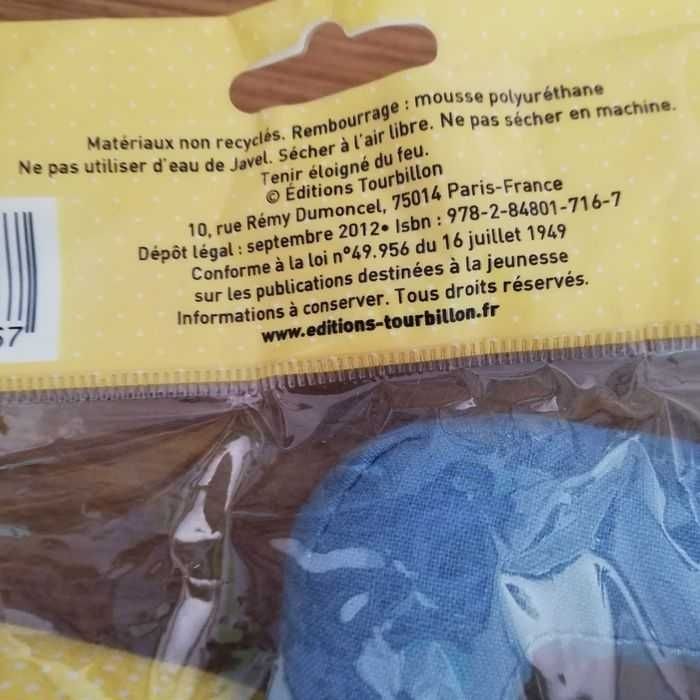 Matériaux non recyclés. Rembourrage : mousse polyuréthane
Ne pas utiliser d'eau de Javel. Sécher à l'air libre. Ne pas sécher en machine.
Tenir éloigné du feu.
© Éditions Tourbillon
10, rue Rémy Dumoncel, 75014 Paris-France
Dépôt légal : septembre 2012• Isbn : 978-2-84801-716-7
Conforme à la loi n°49.956 du 16 juillet 1949
sur les publications destinées à la jeunesse
Informations à conserver. Tous droits réservés.
www.editions-tourbillon.fr
67